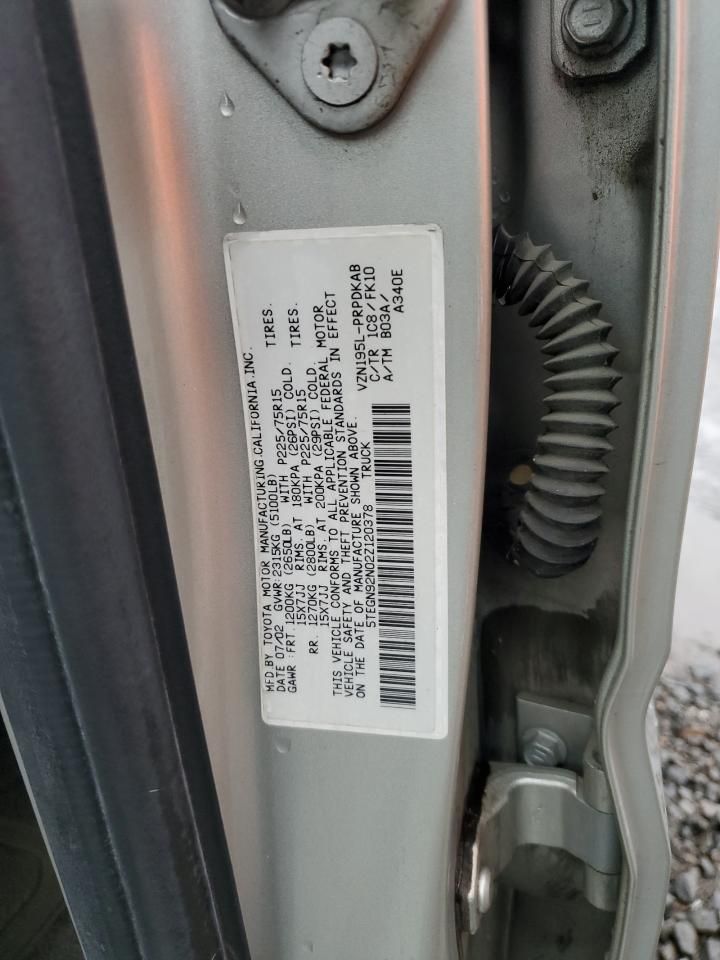 MFD BY TOYOTA MOTOR MANUFACTURING CALIFORNIA, INC.
DATE 07/02 GVWR:2315KG (5100LB)
GAWR :FRT.1200KG (2650LB) WITH P225/75R15 TIRES.
15X7JJ RIMS. AT 180KPA (26PSI) COLD.
RR. 1270KG (2800LB) WITH P225/75R15 TIRES.
15X7JJ RIMS. AT 200KPA (29PSI) COLD.
THIS VEHICLE CONFORMS TO ALL APPLICABLE FEDERAL MOTOR
VEHICLE SAFETY AND THEFT PREVENTION STANDARDS IN EFFECT
ON THE DATE OF MANUFACTURE SHOWN ABOVE.
5TEGN92N02Z120378 TRUCK
VZN195L-PRPDKAB
C/TR 1C8/FK10
A/TM B03A/
A340E